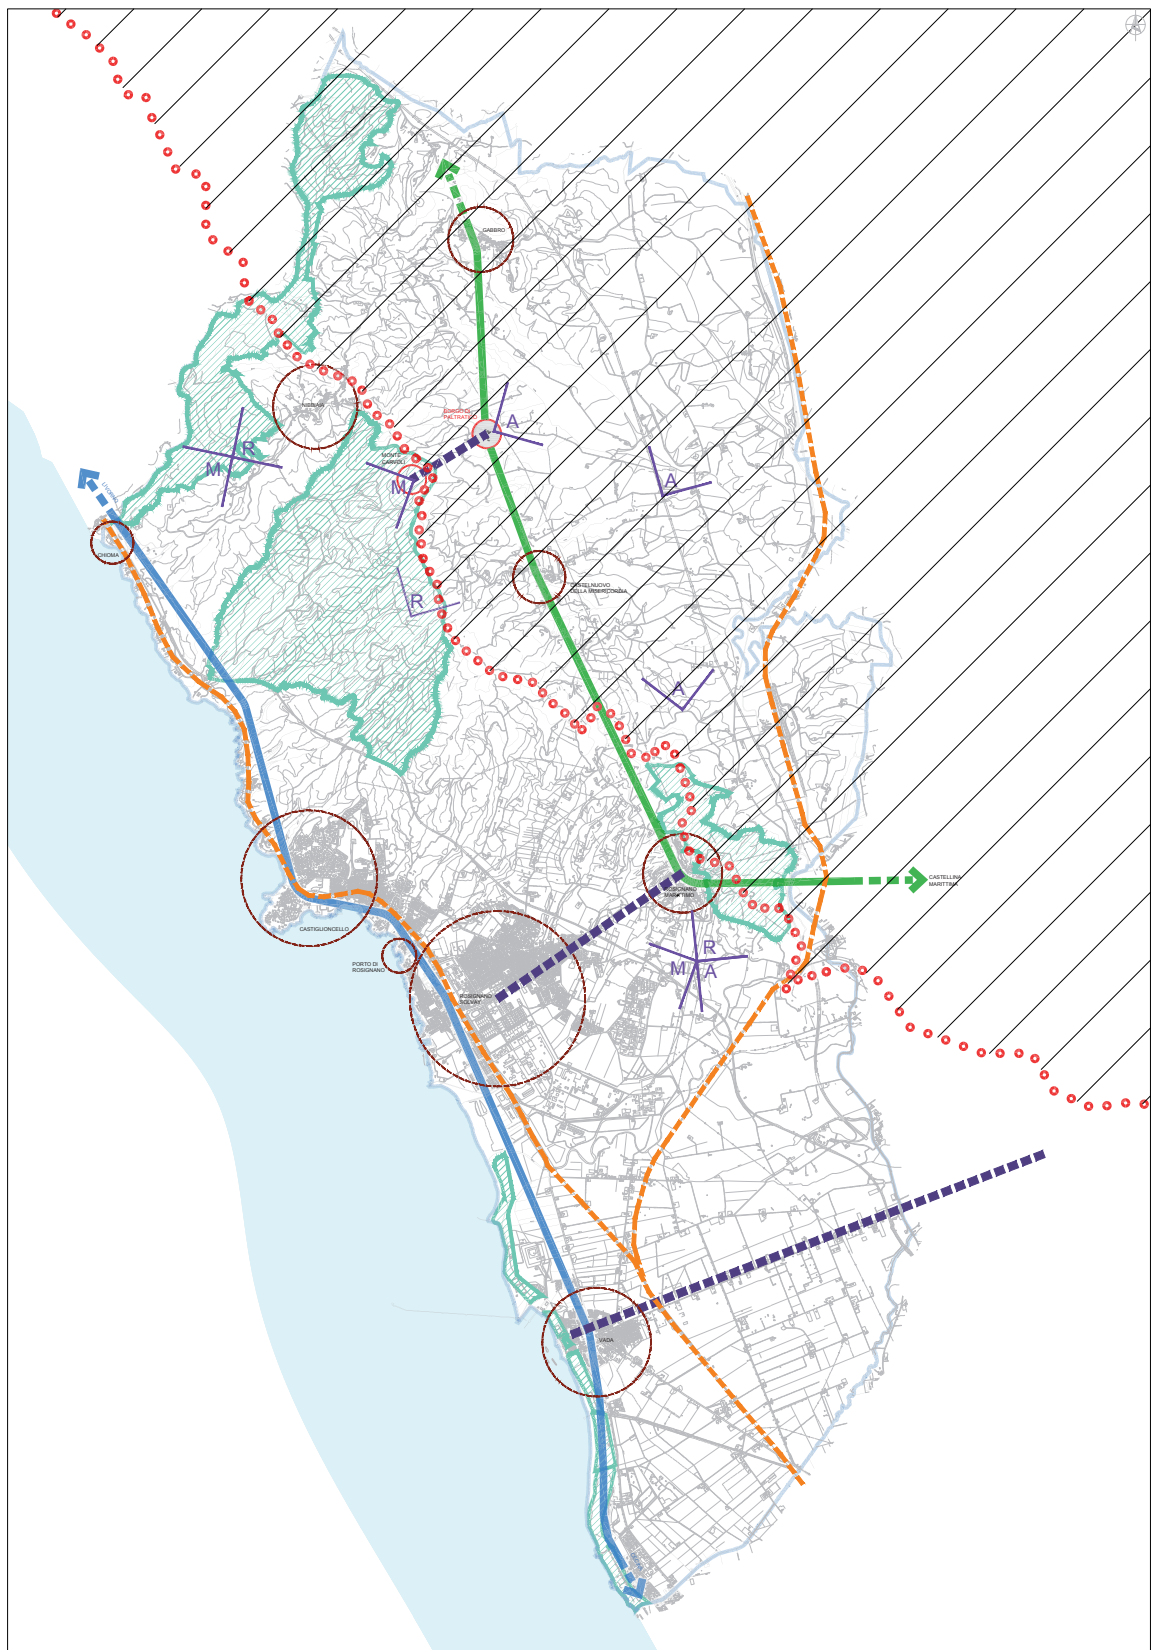 GABBRO
NIBBIAIA
BORGO DI
PALTRATICO
A
R
M
MONTE
CARVOLI
M
A
LIVORNO
CHIOMA
CASTELNUOVO
DELLA MISERICORDIA
R
A
CASTELLINA
MARITTIMA
ROSIGNANO
MARITTIMO
CASTIGLIONCELLO
PORTO DI
ROSIGNANO
R
M
A
ROSIGNANO
SOLVAY
VADA